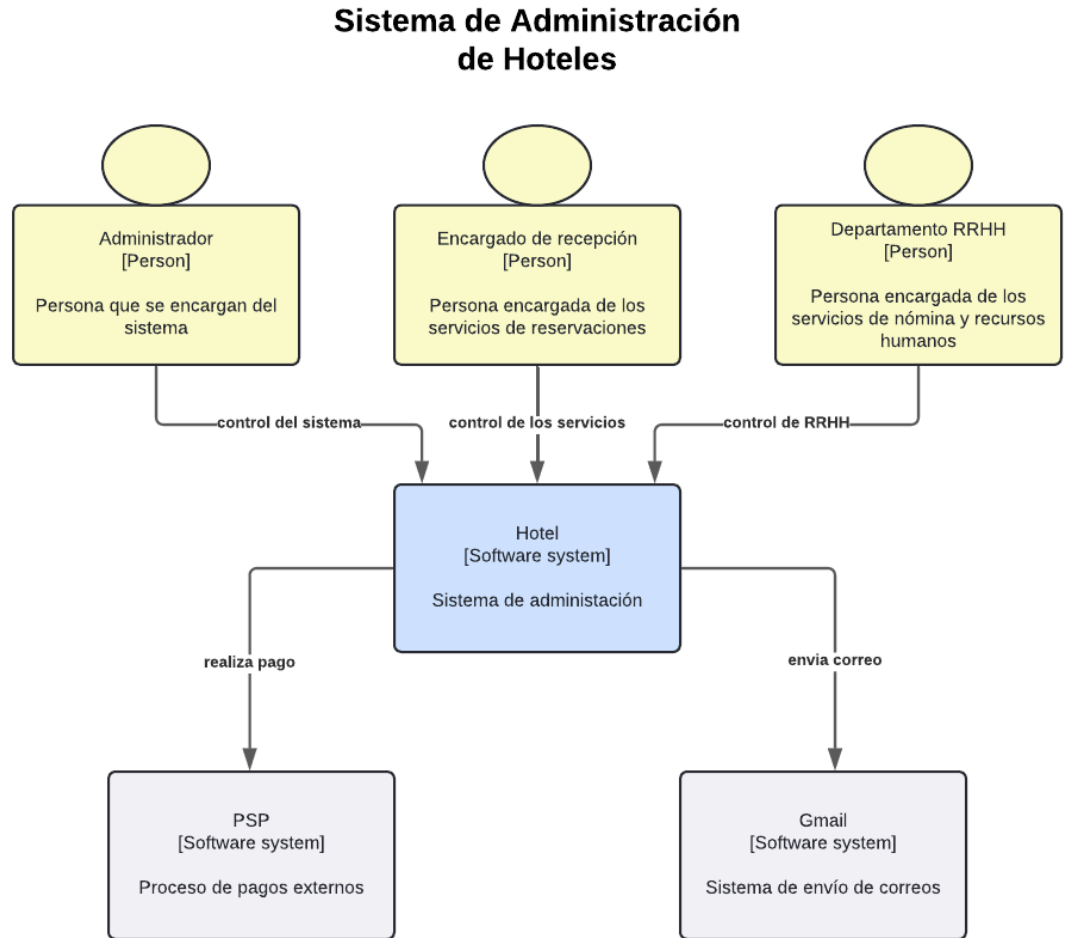 Sistema de Administración
de Hoteles
Administrador
[Person]
Persona que se encargan del
sistema
Encargado de recepción
[Person]
Persona encargada de los
servicios de reservaciones
Departamento RRHH
[Person]
Persona encargada de los
servicios de nómina y recursos
humanos
control del sistema
control de los servicios
control de RRHH
Hotel
[Software system]
Sistema de administación
realiza pago
envia correo
PSP
[Software system]
Proceso de pagos externos
Gmail
[Software system]
Sistema de envío de correos